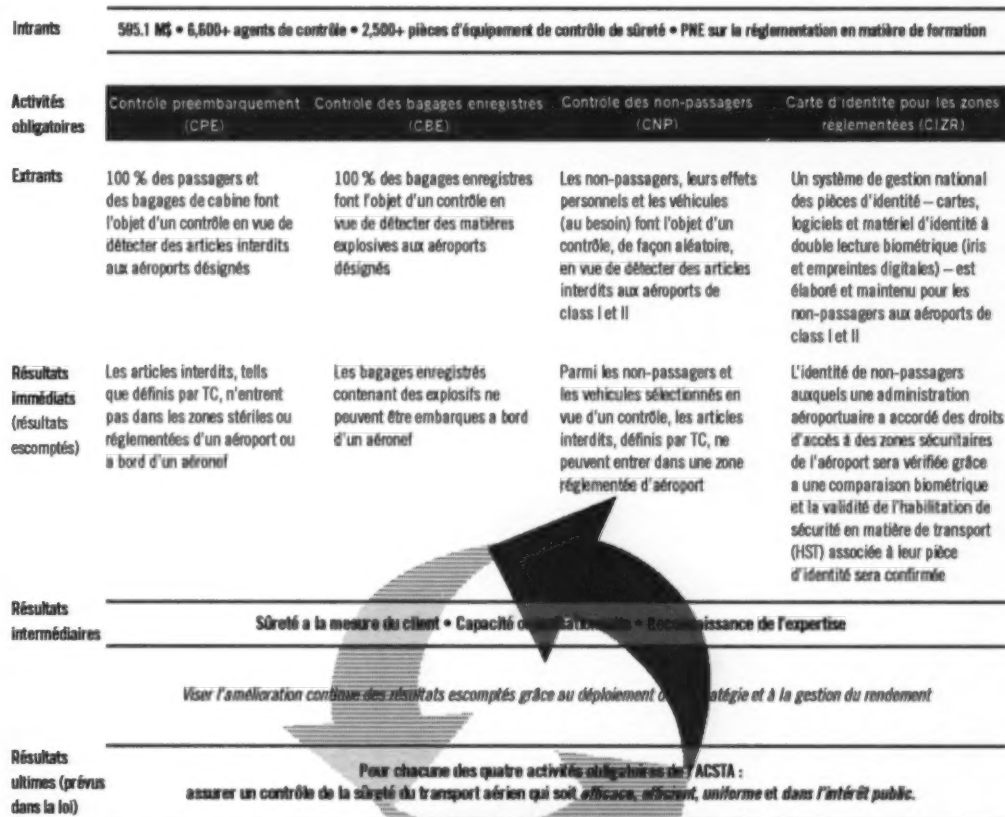 Intrants
595.1 M$ • 6,600+ agents de contrôle • 2,500+ pièces d'équipement de contrôle de sûreté • PNE sur la réglementation en matière de formation
Activités
obligatoires
Contrôle preembarquement
(CPE)
Contrôle des bagages enregistres
(CBE)
Contrôle des non-passagers
(CNP)
Carte d'identite pour les zones
réglementées (CIZR)
Extrants
100 % des passagers et
des bagages de cabine font
l'objet d'un contrôle en vue de
détecter des articles interdits
aux aéroports désignés
100 % des bagages enregistres
font l'objet d'un contrôle en
vue de détecter des matières
explosives aux aéroports
désignés
Les non-passagers, leurs effets
personnels et les véhicules
(au besoin) font l'objet d'un
contrôle, de façon aléatoire,
en vue de détecter des articles
interdits aux aéroports de
class I et II
Un système de gestion national
des pièces d'identité – cartes,
logiciels et matériel d'identité à
double lecture biométrique (iris
et empreintes digitales) – est
élaboré et maintenu pour les
non-passagers aux aéroports de
class I et II
Résultats
immédiats
(résultats
escomptés)
Les articles interdits, tells
que définis par TC, n'entrent
pas dans les zones stériles ou
réglementées d'un aéroport ou
a bord d'un aéronef
Les bagages enregistrés
contenant des explosifs ne
peuvent être embarques a bord
d'un aéronef
Parmi les non-passagers et
les vehicules sélectionnés en
vue d'un contrôle, les articles
interdits, définis par TC, ne
peuvent entrer dans une zone
réglementée d'aéroport
L'identité de non-passagers
auxquels une administration
aéroportuaire a accordé des droits
d'accès à des zones sécuritaires
de l'aéroport sera vérifiée grâce
a une comparaison biométrique
et la validité de l'habilitation de
sécurité en matière de transport
(HST) associée à leur pièce
d'identité sera confirmée
Résultats
intermédiaires
Sûreté a la mesure du client • Capacité • Reconnaissance de l'expertise
Viser l'amélioration continue des résultats escomptés grâce au déploiement stratégie et à la gestion du rendement
Résultats
ultimes (prévus
dans la loi)
Pour chacune des quatre activités obligatoires de l'ACSTA :
assurer un contrôle de la sûreté du transport aérien qui soit efficace, efficient, uniforme et dans l'intérêt public.